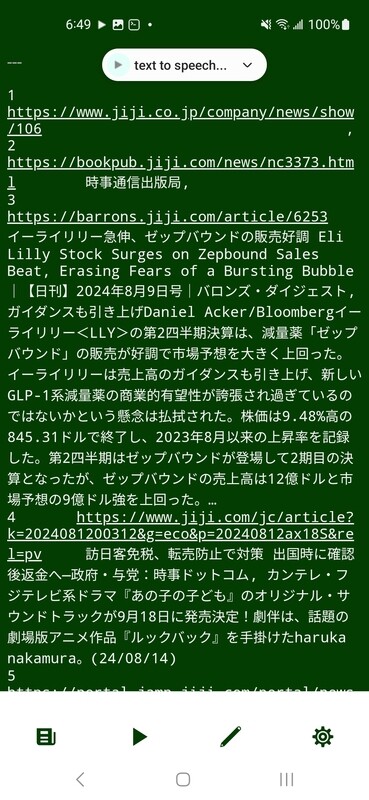 6:49
100%
---
text to speech...
1
https://www.jiji.co.jp/company/news/show
/106 ,
2
https://bookpub.jiji.com/news/nc3373.htm
l 時事通信出版局,
3
https://barrons.jiji.com/article/6253
イーライリリー急伸、ゼップバウンドの販売好調 Eli
Lilly Stock Surges on Zepbound Sales
Beat, Erasing Fears of a Bursting Bubble
｜【日刊】2024年8月9日号｜バロンズ・ダイジェスト,
ガイダンスも引き上げDaniel Acker/Bloombergイー
ライリリー＜LLY＞の第2四半期決算は、減量薬「ゼップ
バウンド」の販売が好調で市場予想を大きく上回った。
イーライリリーは売上高のガイダンスも引き上げ、新しい
GLP-1系減量薬の商業的有望性が誇張され過ぎているの
ではないかという懸念は払拭された。株価は9.48%高の
845.31ドルで終了し、2023年8月以来の上昇率を記録
した。第2四半期はゼップバウンドが登場して2期目の決
算となったが、ゼップバウンドの売上高は12億ドルと市
場予想の9億ドル強を上回った。…
4 https://www.jiji.com/jc/article?
k=2024081200312&g=eco&p=20240812ax18S&re
l=pv 訪日客免税、転売防止で対策 出国時に確認
後返金へ―政府・与党：時事ドットコム, カンテレ・フ
ジテレビ系ドラマ『あの子の子ども』のオリジナル・サ
ウンドトラックが9月18日に発売決定！劇伴は、話題の
劇場版アニメ作品『ルックバック』を手掛けたharuka
nakamura。(24/08/14)
5
https://portal.jamp.jiji.com/portal/news